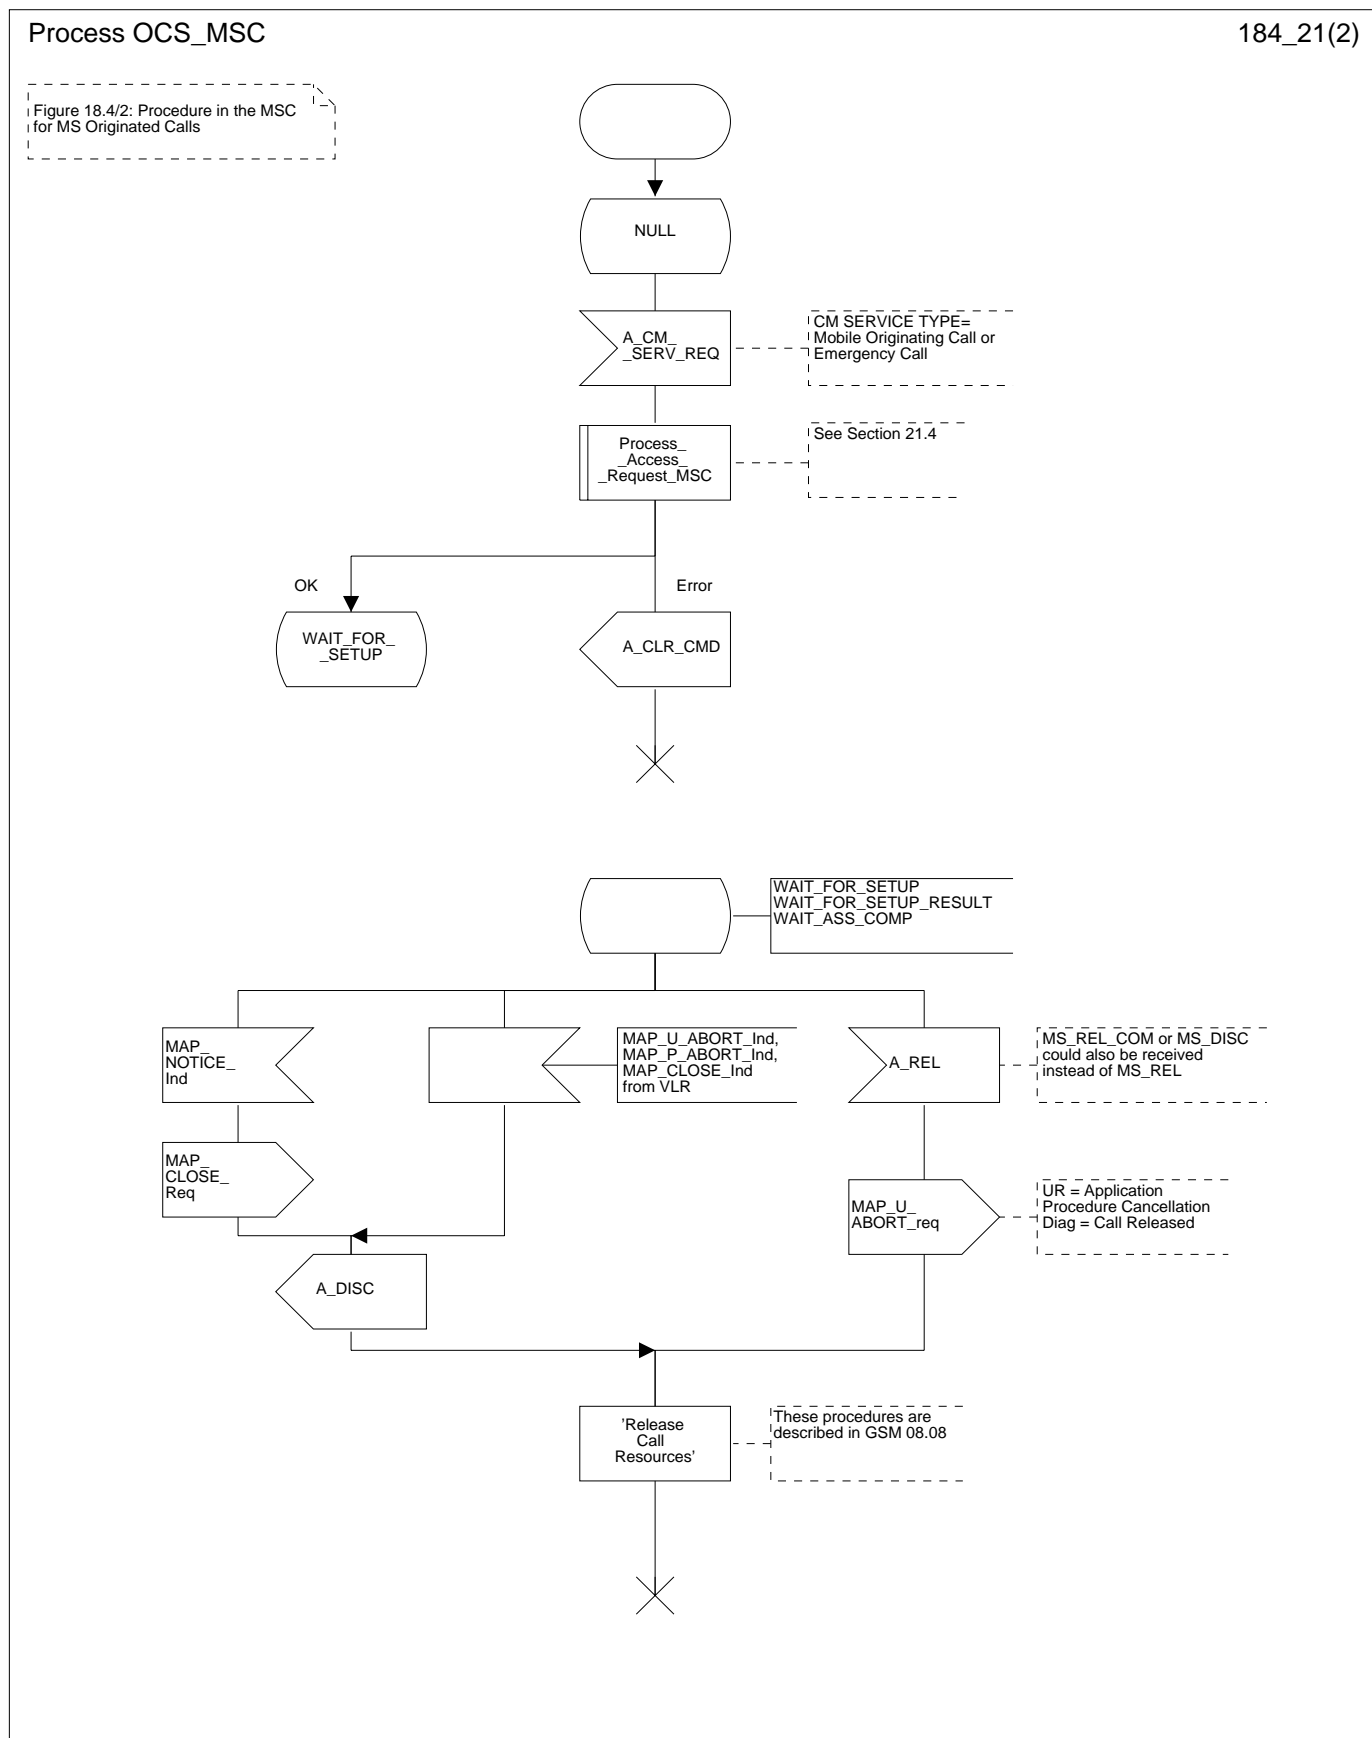 Process OCS_MSC
184_21(2)
Figure 18.4/2: Procedure in the MSC
for MS Originated Calls
NULL
A_CM_
_SERV_REQ
CM SERVICE TYPE=
Mobile Originating Call or
Emergency Call
Process_
_Access_
_Request_MSC
See Section 21.4
OK
Error
WAIT_FOR_
_SETUP
A_CLR_CMD
WAIT_FOR_SETUP
WAIT_FOR_SETUP_RESULT
WAIT_ASS_COMP
MAP_
NOTICE_
Ind
MAP_U_ABORT_Ind,
MAP_P_ABORT_Ind,
MAP_CLOSE_Ind
from VLR
A_REL
MS_REL_COM or MS_DISC
could also be received
instead of MS_REL
MAP_
CLOSE_
Req
MAP_U_
ABORT_req
UR = Application
Procedure Cancellation
Diag = Call Released
A_DISC
'Release
Call
Resources'
These procedures are
described in GSM 08.08